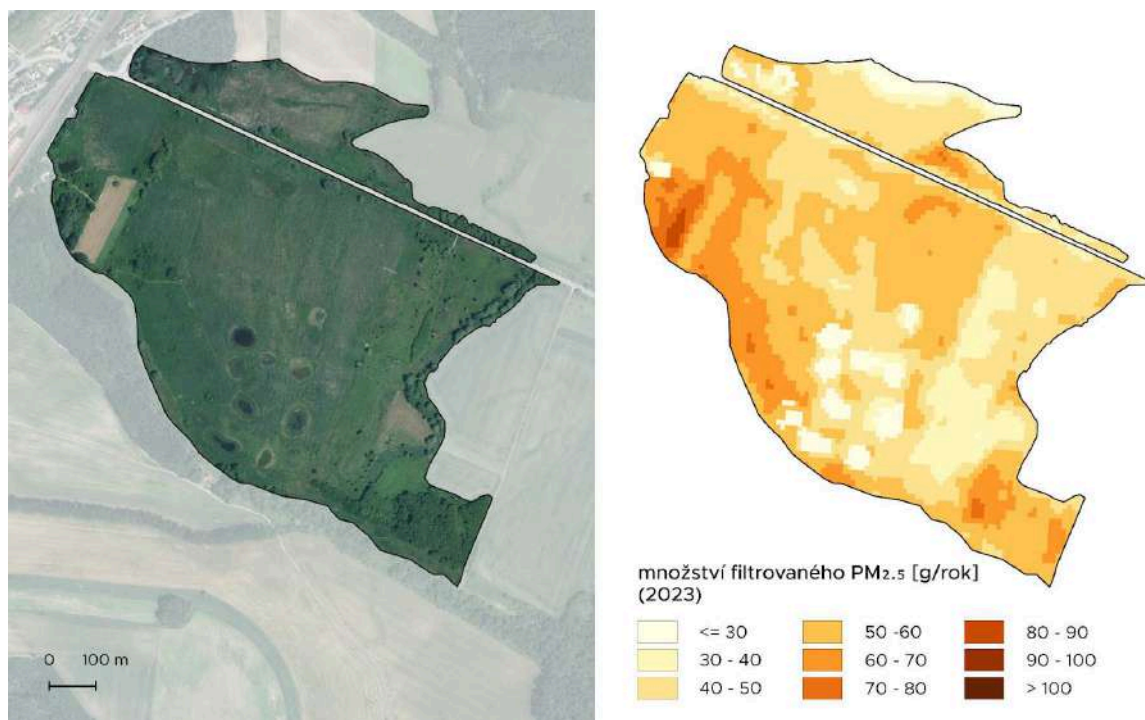 0 100 m
množství filtrovaného PM2.5 [g/rok]
(2023)
<= 30
30 - 40
40 - 50
50 -60
60 - 70
70 - 80
80 - 90
90 -100
> 100